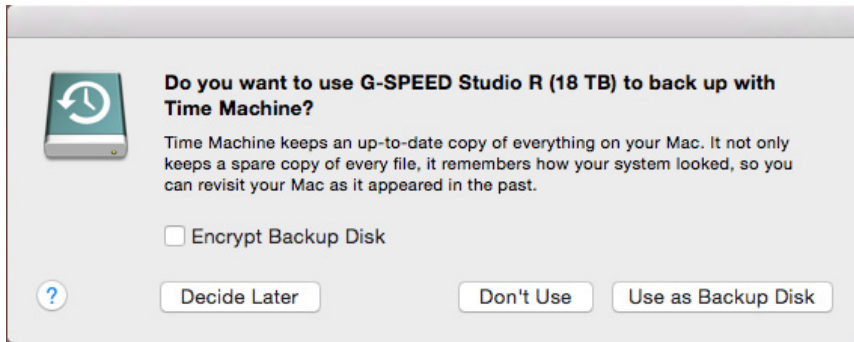 Do you want to use G-SPEED Studio R (18 TB) to back up with
Time Machine?
Time Machine keeps an up-to-date copy of everything on your Mac. It not only
keeps a spare copy of every file, it remembers how your system looked, so you
can revisit your Mac as it appeared in the past.
Encrypt Backup Disk
?
Decide Later
Don't Use
Use as Backup Disk